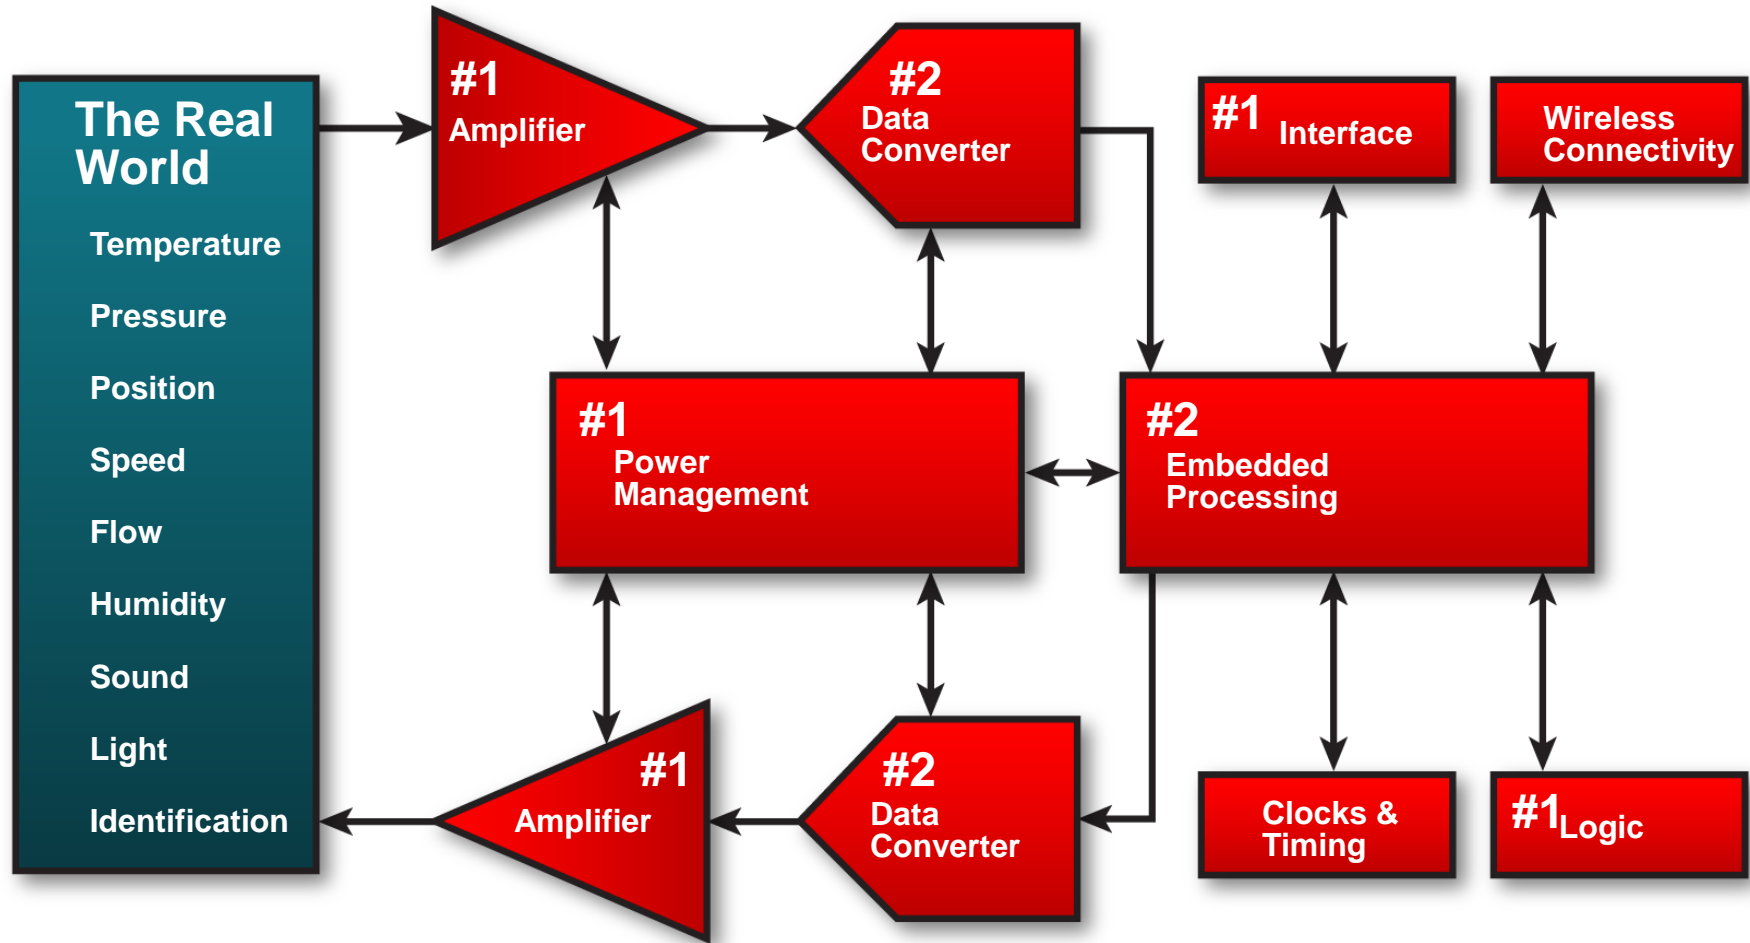 The Real
World
Temperature
Pressure
Position
Speed
Flow
Humidity
Sound
Light
Identification
#1
Amplifier
#2
Data
Converter
#1 Interface
Wireless
Connectivity
#1
Power
Management
#2
Embedded
Processing
#1
Amplifier
#2
Data
Converter
Clocks &
Timing
#1 Logic